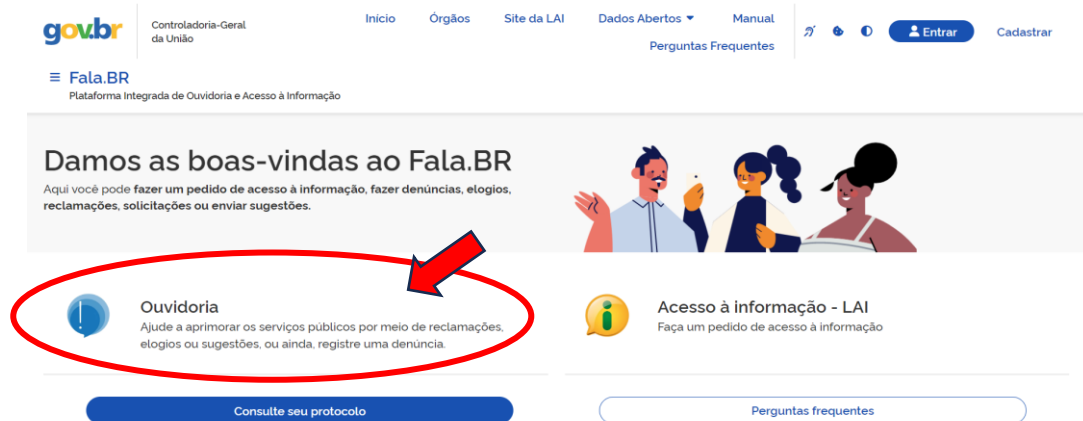 gov.br
Controladoria-Geral
da União
Início Órgãos Site da LAI Dados Abertos Manual
Perguntas Frequentes
Entrar Cadastrar
Fala.BR
Plataforma Integrada de Ouvidoria e Acesso à Informação
Damos as boas-vindas ao Fala.BR
Aqui você pode fazer um pedido de acesso à informação, fazer denúncias, elogios,
reclamações, solicitações ou enviar sugestões.
Ouvidoria
Ajude a aprimorar os serviços públicos por meio de reclamações,
elogios ou sugestões, ou ainda, registre uma denúncia.
Acesso à informação - LAI
Faça um pedido de acesso à informação
Consulte seu protocolo
Perguntas frequentes